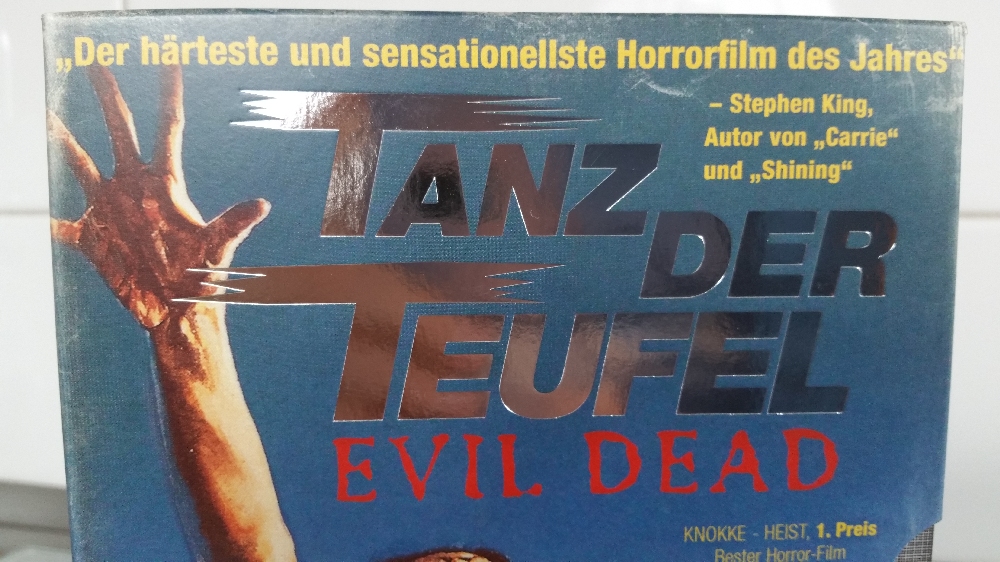 „Der härteste und sensationellste Horrorfilm des Jahres“
– Stephen King,
Autor von „Carrie“
und „Shining“
TANZ
DER
TEUFEL
EVIL DEAD
KNOKKE - HEIST, 1. Preis
Bester Horror-Film